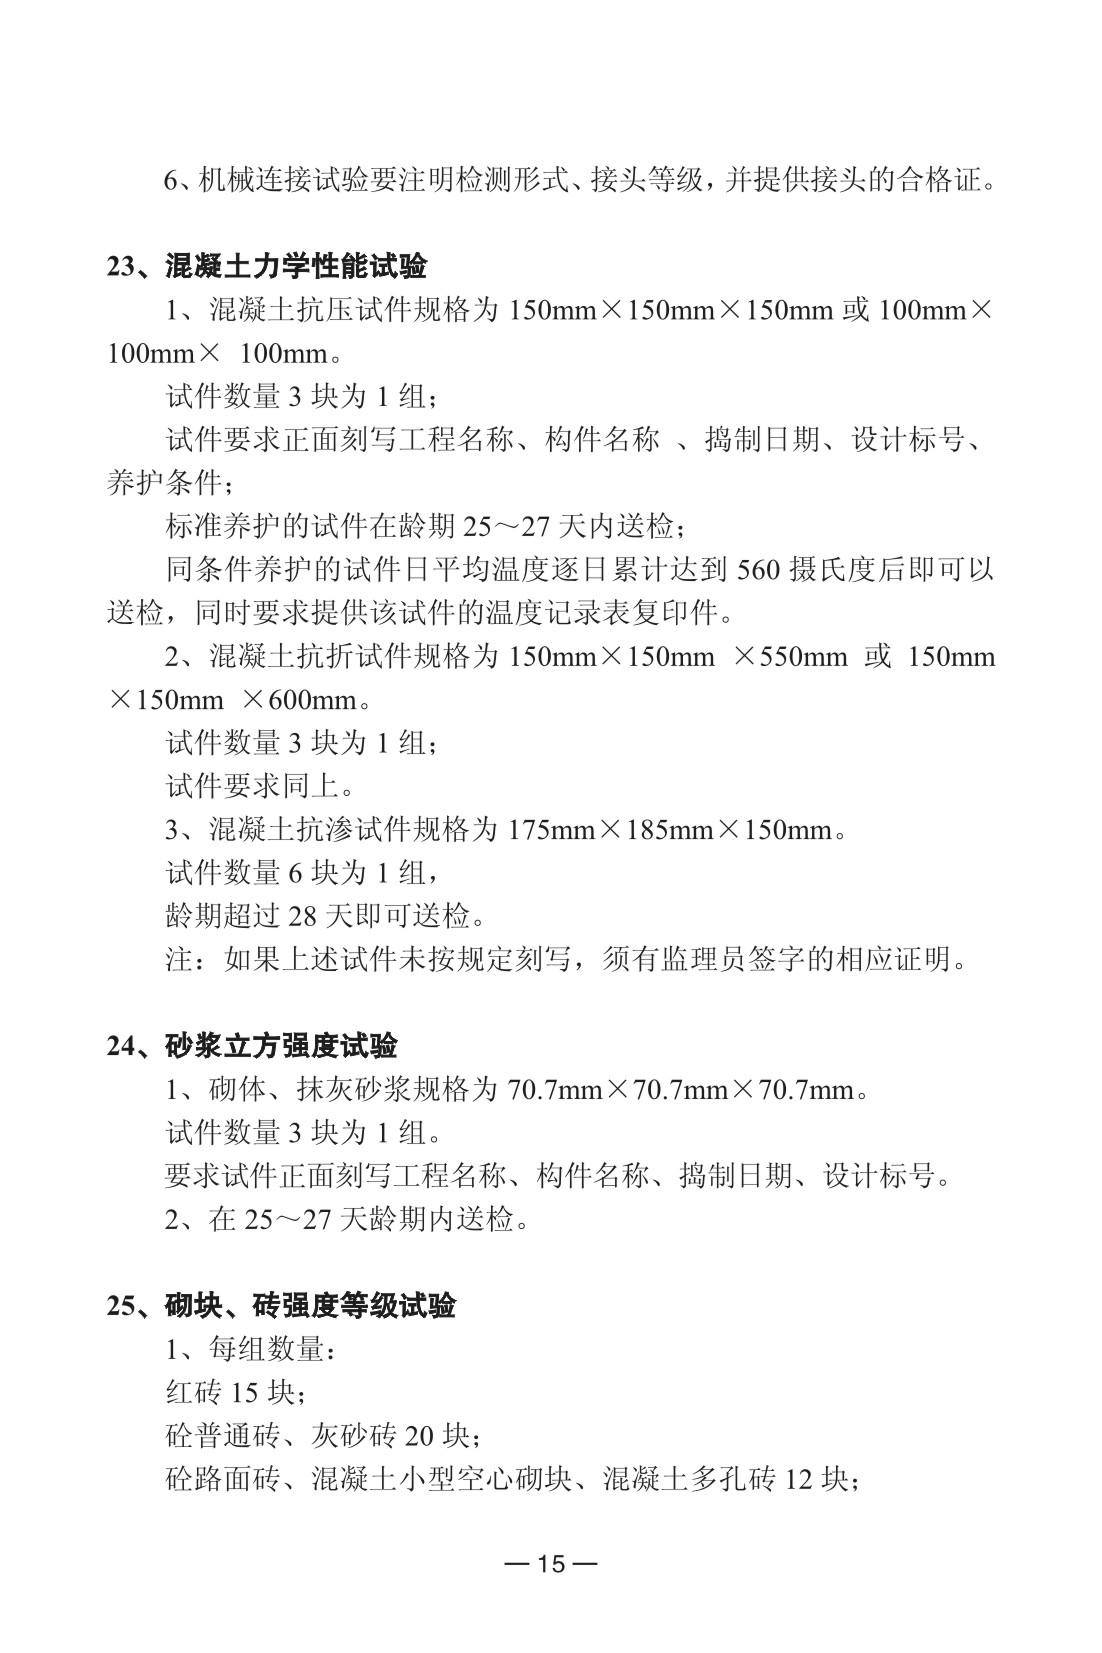 6、机械连接试验要注明检测形式、接头等级，并提供接头的合格证。
23、混凝土力学性能试验
1、混凝土抗压试件规格为 150mm×150mm×150mm 或 100mm×
100mm× 100mm。
试件数量 3 块为 1 组；
试件要求正面刻写工程名称、构件名称 、捣制日期、设计标号、
养护条件；
标准养护的试件在龄期 25～27 天内送检；
同条件养护的试件日平均温度逐日累计达到 560 摄氏度后即可以
送检，同时要求提供该试件的温度记录表复印件。
2、混凝土抗折试件规格为 150mm×150mm ×550mm 或 150mm
×150mm ×600mm。
试件数量 3 块为 1 组；
试件要求同上。
3、混凝土抗渗试件规格为 175mm×185mm×150mm。
试件数量 6 块为 1 组，
龄期超过 28 天即可送检。
注：如果上述试件未按规定刻写，须有监理员签字的相应证明。
24、砂浆立方强度试验
1、砌体、抹灰砂浆规格为 70.7mm×70.7mm×70.7mm。
试件数量 3 块为 1 组。
要求试件正面刻写工程名称、构件名称、捣制日期、设计标号。
2、在 25～27 天龄期内送检。
25、砌块、砖强度等级试验
1、每组数量：
红砖 15 块；
砼普通砖、灰砂砖 20 块；
砼路面砖、混凝土小型空心砌块、混凝土多孔砖 12 块；
— 15 —